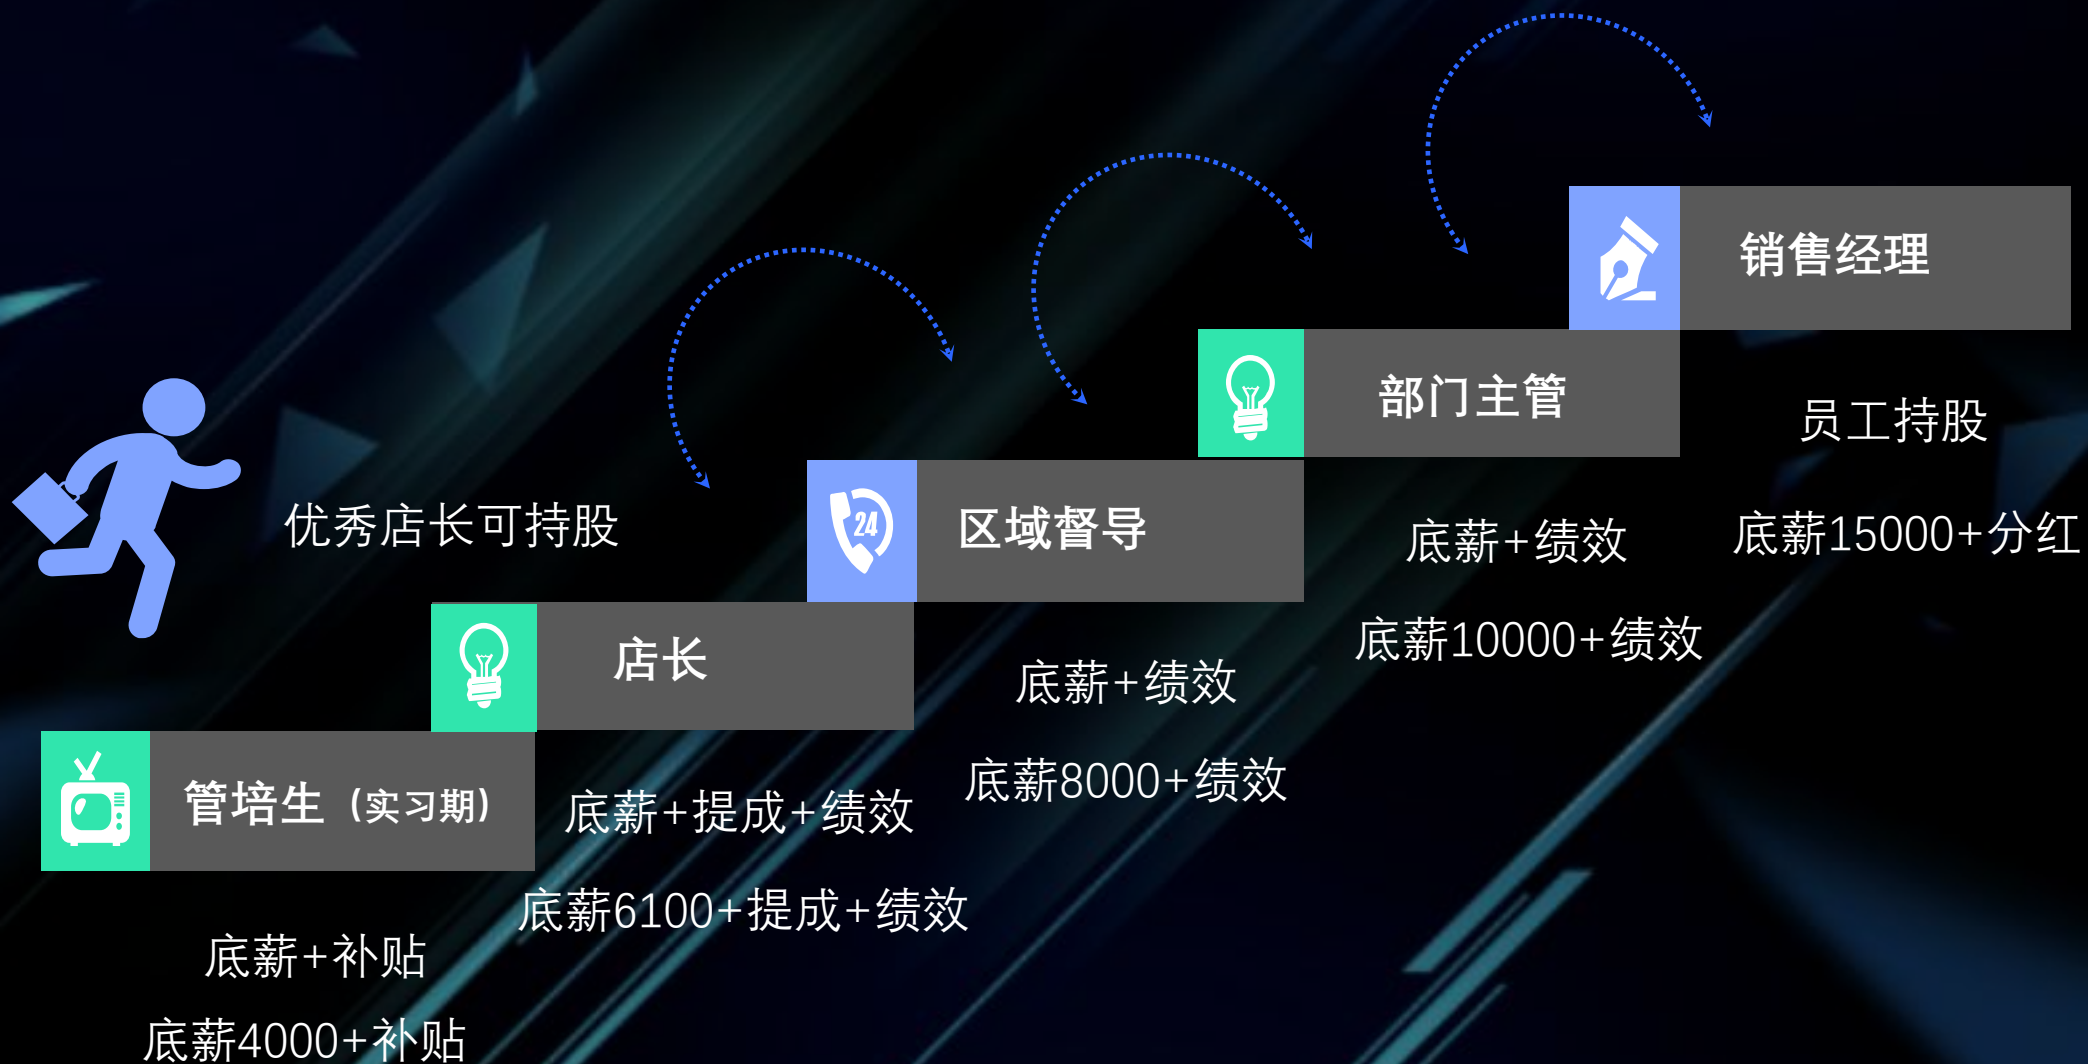 销售经理
部门主管
员工持股
优秀店长可持股
24
区域督导
底薪+绩效
底薪15000+分红
店长
底薪+绩效
底薪10000+绩效
管培生（实习期）
底薪+提成+绩效
底薪8000+绩效
底薪6100+提成+绩效
底薪+补贴
底薪4000+补贴